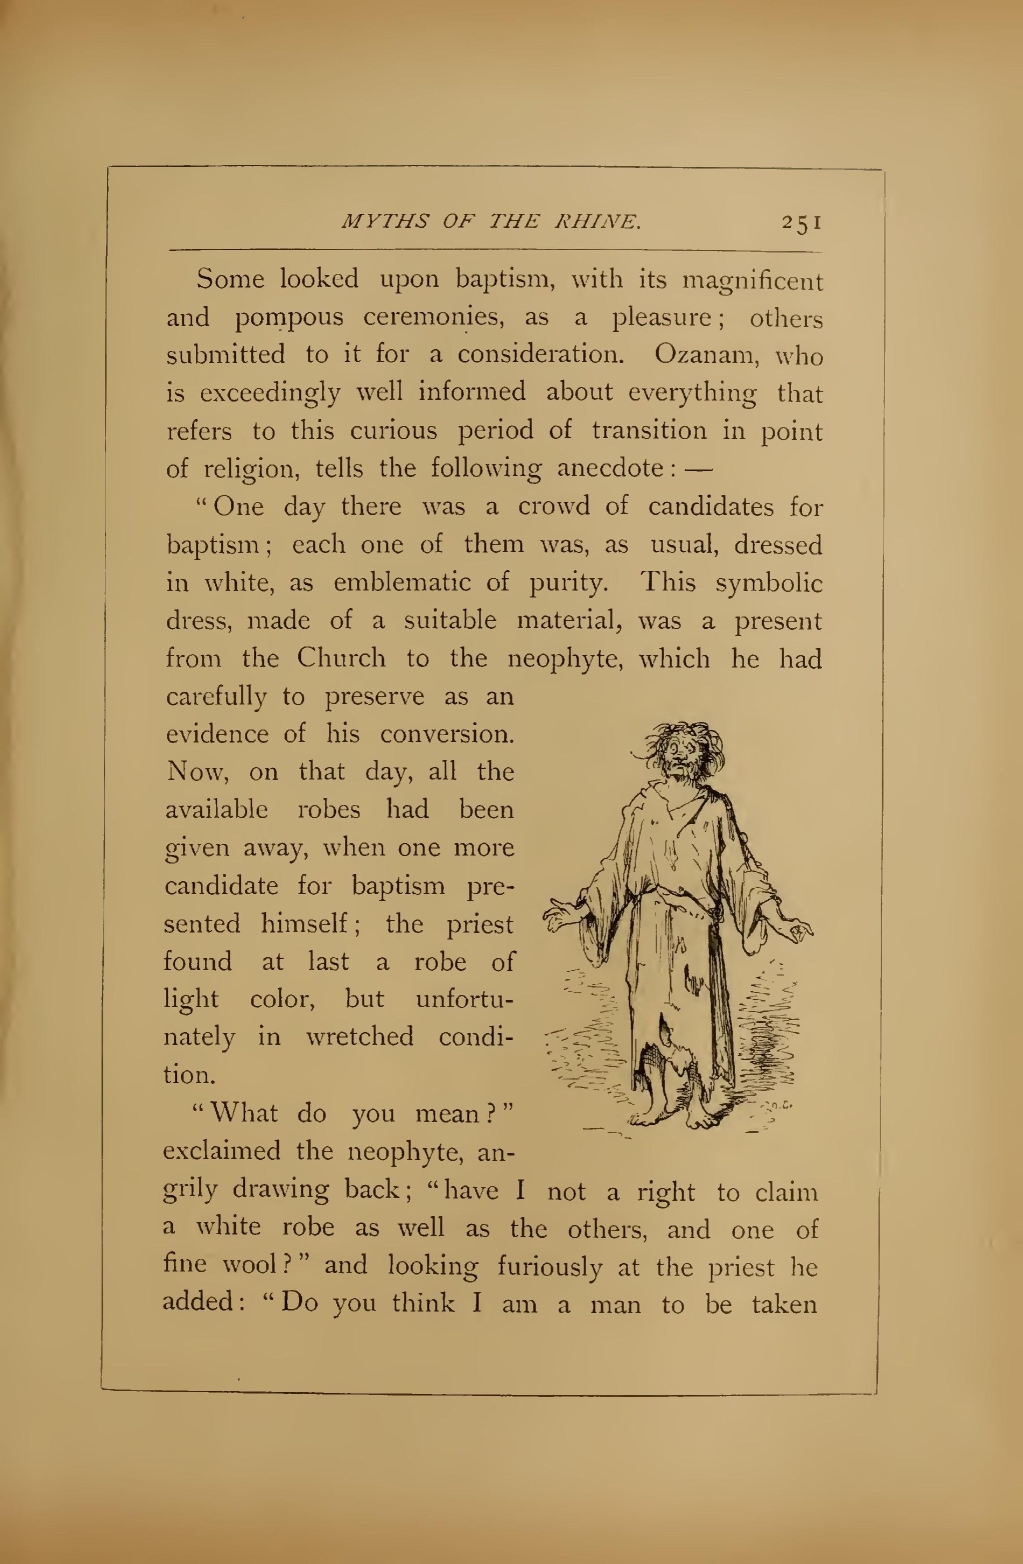 MYTHS OF THE RHINE. 251
Some looked upon baptism, with its magnificent
and pompous ceremonies, as a pleasure; others
submitted to it for a consideration. Ozanam, who
is exceedingly well informed about everything that
refers to this curious period of transition in point
of religion, tells the following anecdote: —
“One day there was a crowd of candidates for
baptism; each one of them was, as usual, dressed
in white, as emblematic of purity. This symbolic
dress, made of a suitable material, was a present
from the Church to the neophyte, which he had
carefully to preserve as an
evidence of his conversion.
Now, on that day, all the
available robes had been
given away, when one more
candidate for baptism pre-
sented himself; the priest
found at last a robe of
light color, but unfortu-
nately in wretched condi-
tion.
“What do you mean?”
exclaimed the neophyte, an-
grily drawing back; “have I not a right to claim
a white robe as well as the others, and one of
fine wool?” and looking furiously at the priest he
added: “Do you think I am a man to be taken